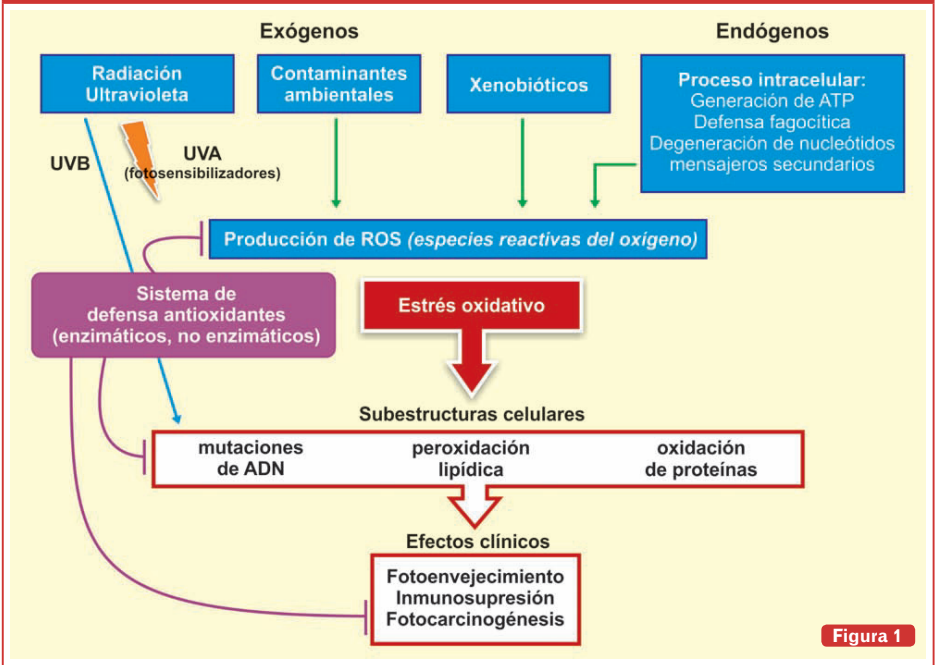 Exógenos
Endógenos
Radiación
Ultravioleta
Contaminantes
ambientales
Xenobióticos
Proceso intracelular:
Generación de ATP
Defensa fagocítica
Degeneración de nucleótidos
mensajeros secundarios
UVB
UVA
(fotosensibilizadores)
Producción de ROS (especies reactivas del oxígeno)
Sistema de
defensa antioxidantes
(enzimáticos, no enzimáticos)
Estrés oxidativo
Subestructuras celulares
mutaciones
de ADN
peroxidación
lipídica
oxidación
de proteínas
Efectos clínicos
Fotoenvejecimiento
Inmunosupresión
Fotocarcinogénesis
Figura 1